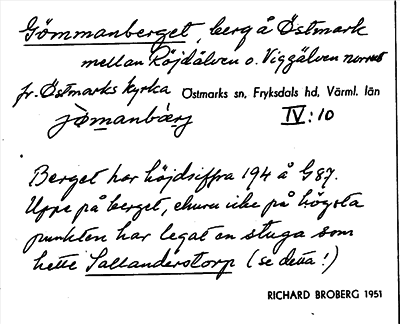 Gömmanberget, berg å Östmark
mellan Röjdälven o. Viggälven norrut
fr. Östmarks kyrka Östmarks sn, Fryksdals hd, Värml. län
jömanbærj IV:10
Berget har höjdsiffra 194 å G87.
Uppe på berget, ehuru icke på högsta
punkten har legat en stuga som
hette Sallanderstorp (se detta!)
RICHARD BROBERG 1951